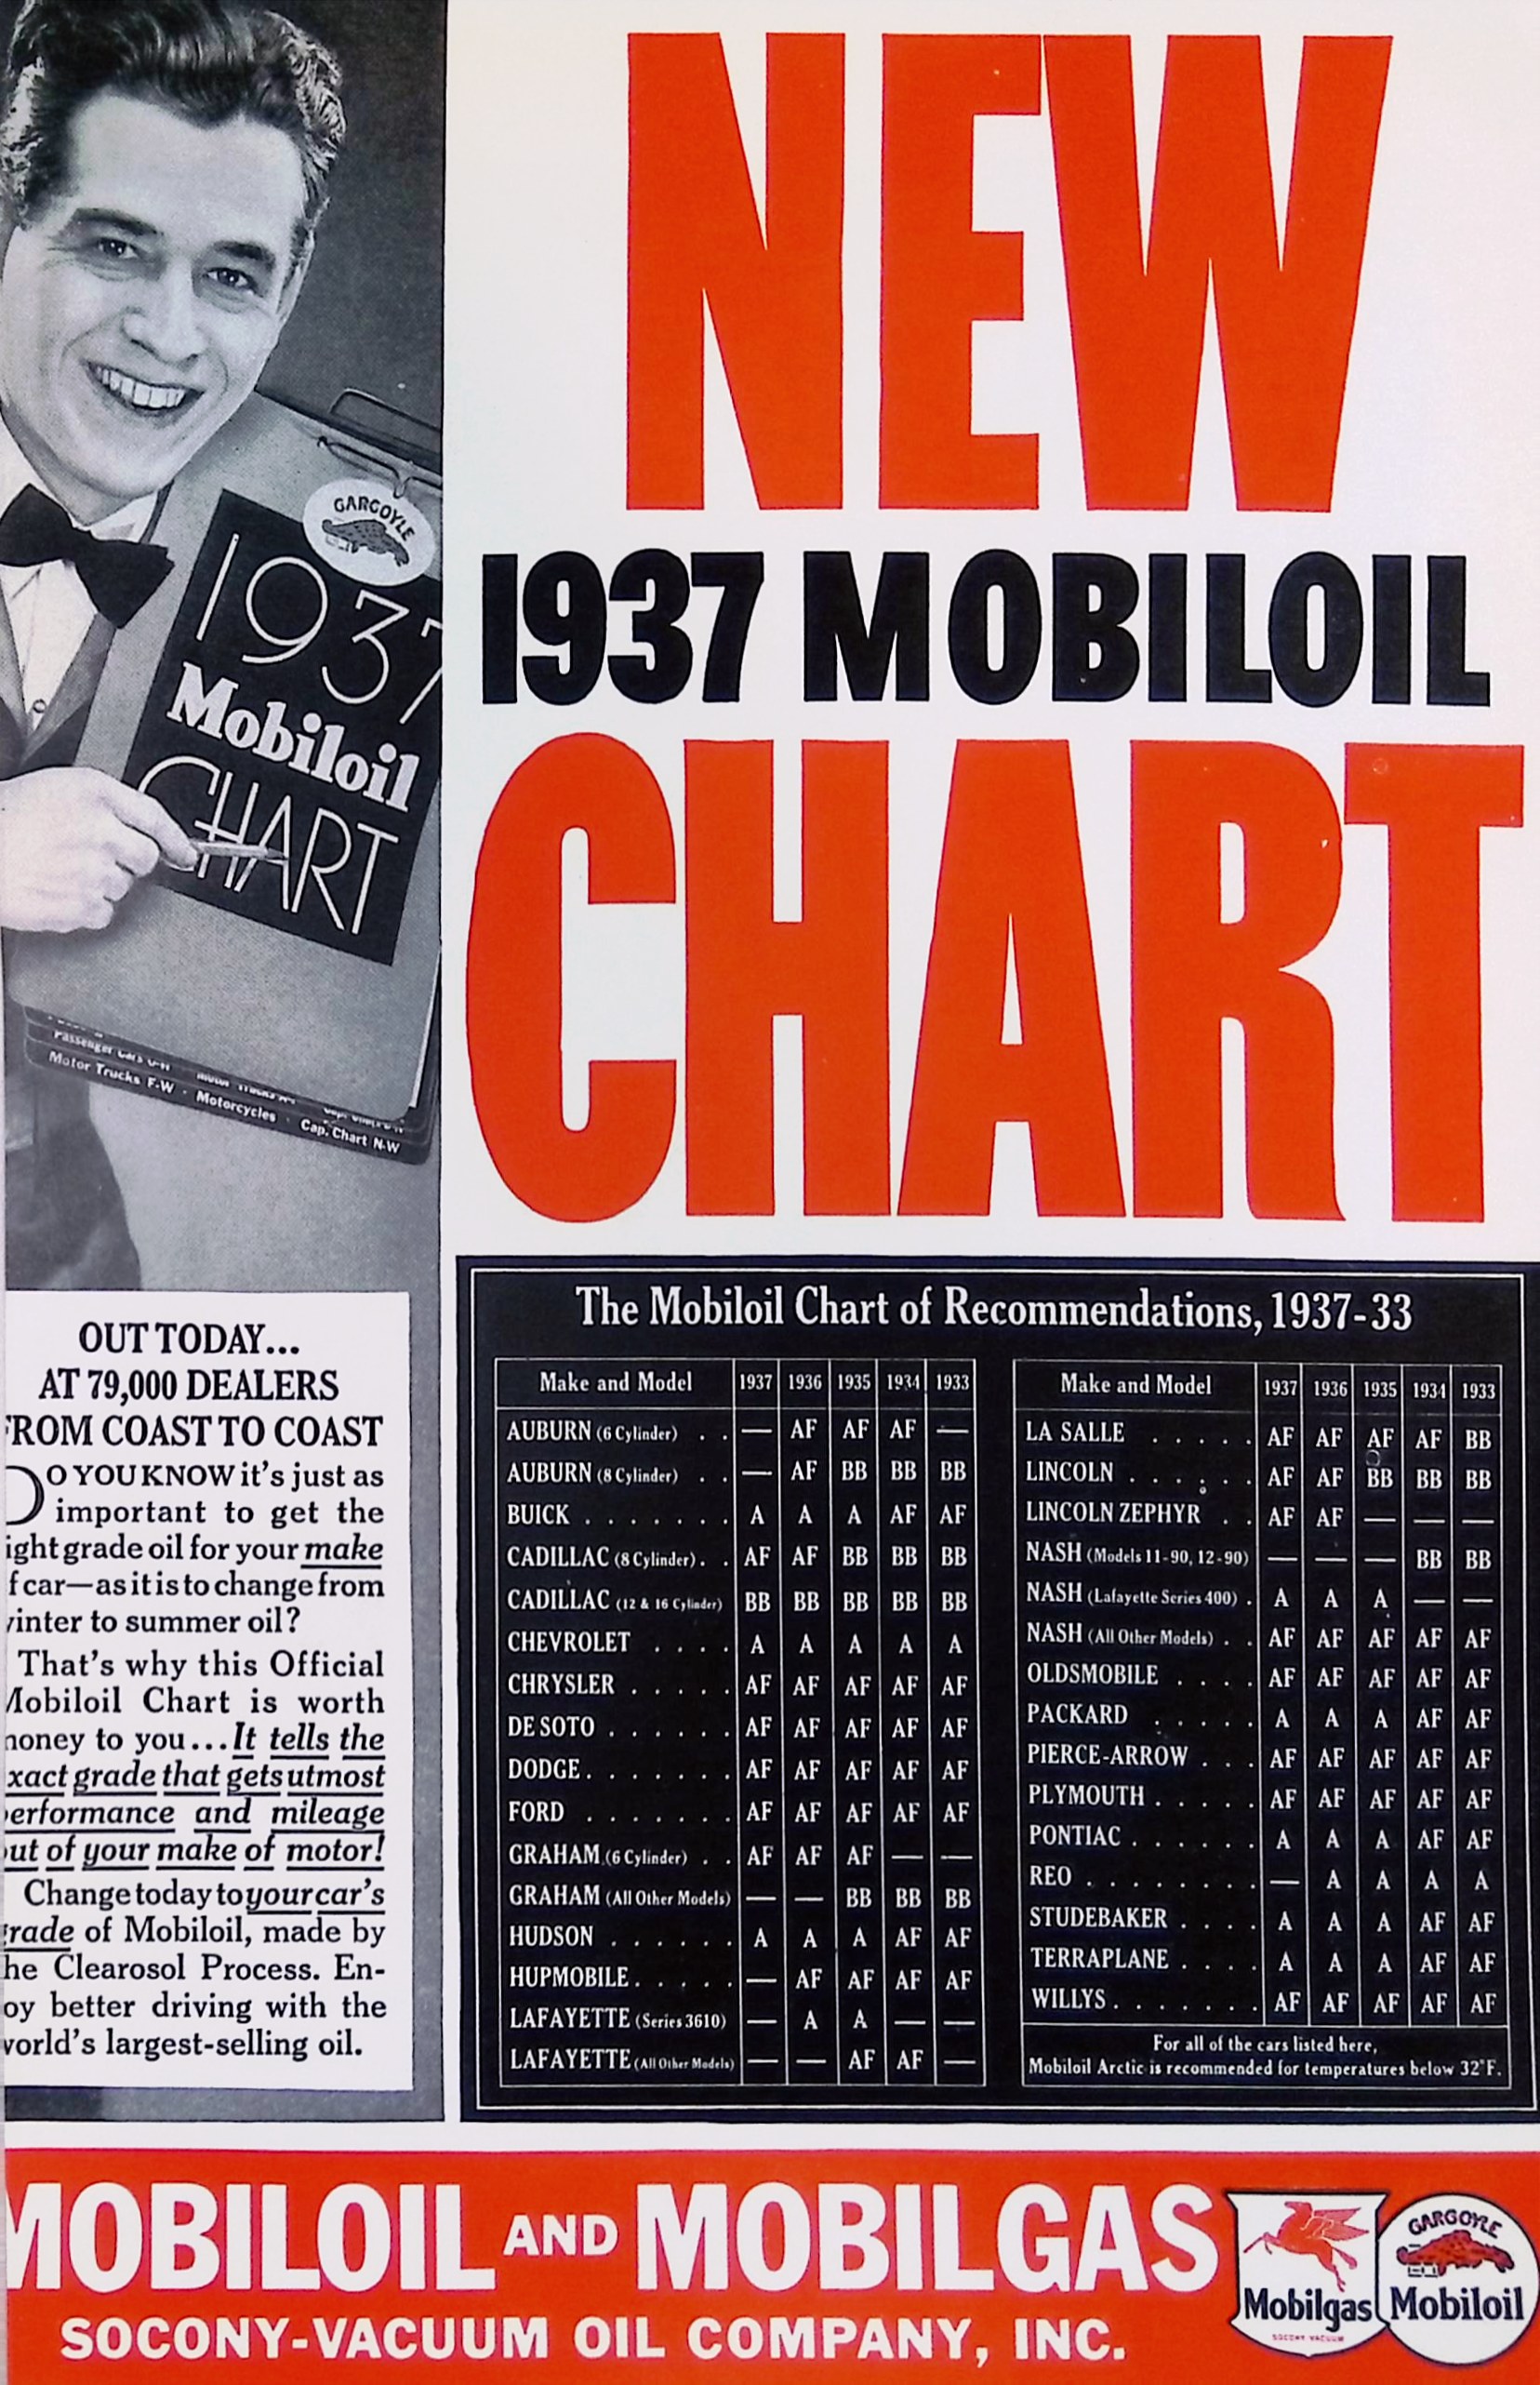 NEW
1937 MOBILOIL
CHART
GARGOYLE
1937
Mobiloil
CHART
Passenger Cars
Motor Trucks F-W · Motorcycles · Cap. Chart N-W
OUT TODAY...
AT 79,000 DEALERS
FROM COAST TO COAST
DO YOU KNOW it's just as
important to get the
ight grade oil for your make
f car—as it is to change from
inter to summer oil?
That's why this Official
Mobiloil Chart is worth
oney to you...It tells the
xact grade that gets utmost
erformance and mileage
ut of your make of motor!
Change today to your car's
rade of Mobiloil, made by
he Clearosol Process. En-
oy better driving with the
world's largest-selling oil.
The Mobiloil Chart of Recommendations, 1937-33
Make and Model 1937 1936 1935 1934 1933
AUBURN (6 Cylinder) . . — AF AF AF —
AUBURN (8 Cylinder) . . — AF BB BB BB
BUICK . . . . . . . A A A AF AF
CADILLAC (8 Cylinder) . . AF AF BB BB BB
CADILLAC (12 & 16 Cylinder) BB BB BB BB BB
CHEVROLET . . . . A A A A A
CHRYSLER . . . . . AF AF AF AF AF
DE SOTO . . . . . . AF AF AF AF AF
DODGE . . . . . . . AF AF AF AF AF
FORD . . . . . . . AF AF AF AF AF
GRAHAM (6 Cylinder) . . AF AF AF — —
GRAHAM (All Other Models) — — BB BB BB
HUDSON . . . . . . A A A AF AF
HUPMOBILE . . . . . — AF AF AF AF
LAFAYETTE (Series 3610) — A A — —
LAFAYETTE (All Other Models) — — AF AF —
Make and Model 1937 1936 1935 1934 1933
LA SALLE . . . . . AF AF AF AF BB
LINCOLN . . . . . . AF AF BB BB BB
LINCOLN ZEPHYR . . AF AF — — —
NASH (Models 11-90, 12-90) — — — BB BB
NASH (Lafayette Series 400) . A A A — —
NASH (All Other Models) . . AF AF AF AF AF
OLDSMOBILE . . . . AF AF AF AF AF
PACKARD . . . . . A A A AF AF
PIERCE-ARROW . . . AF AF AF AF AF
PLYMOUTH . . . . . AF AF AF AF AF
PONTIAC . . . . . . A A A AF AF
REO . . . . . . . . — A A A A
STUDEBAKER . . . . A A A AF AF
TERRAPLANE . . . . A A A AF AF
WILLYS . . . . . . . AF AF AF AF AF
For all of the cars listed here,
Mobiloil Arctic is recommended for temperatures below 32°F.
MOBILOIL AND MOBILGAS
SOCONY-VACUUM OIL COMPANY, INC.
Mobilgas
SOCONY-VACUUM
GARGOYLE
Mobiloil